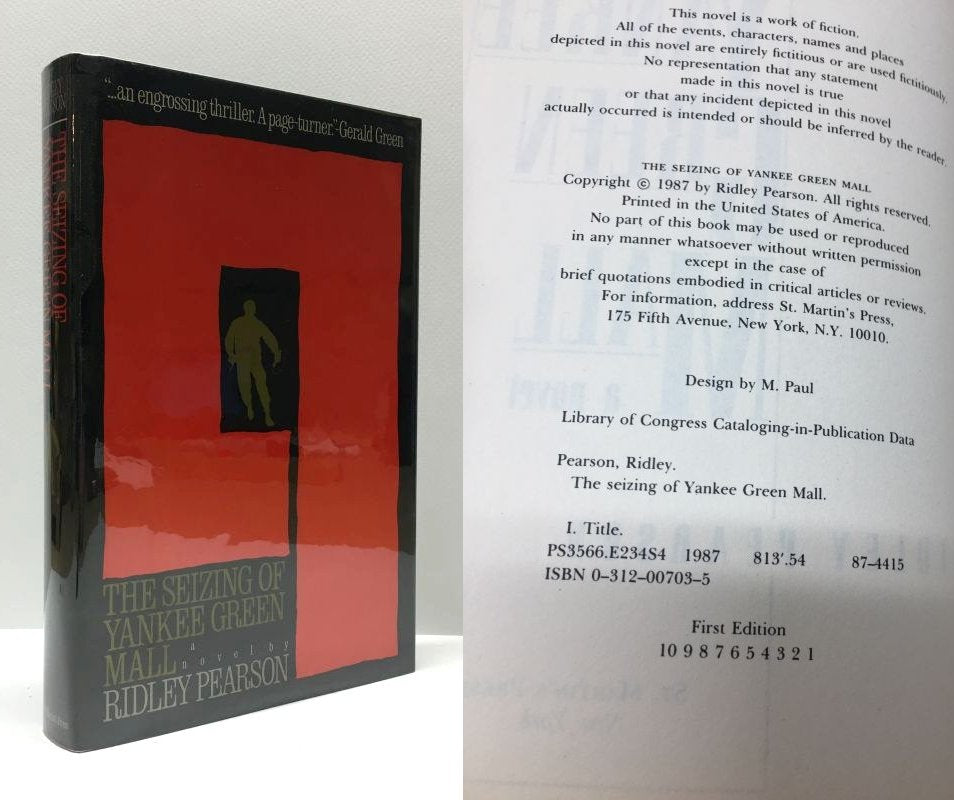 "...an engrossing thriller. A page-turner."-Gerald Green
THE SEIZING OF
THE SEIZING OF
YANKEE GREEN
MALL a novel by
RIDLEY PEARSON
This novel is a work of fiction.
All of the events, characters, names and places
depicted in this novel are entirely fictitious or are used fictitiously.
No representation that any statement
made in this novel is true
or that any incident depicted in this novel
actually occurred is intended or should be inferred by the reader.
THE SEIZING OF YANKEE GREEN MALL
Copyright © 1987 by Ridley Pearson. All rights reserved.
Printed in the United States of America.
No part of this book may be used or reproduced
in any manner whatsoever without written permission
except in the case of
brief quotations embodied in critical articles or reviews.
For information, address St. Martin's Press,
175 Fifth Avenue, New York, N.Y. 10010.
Design by M. Paul
Library of Congress Cataloging-in-Publication Data
Pearson, Ridley.
The seizing of Yankee Green Mall.
I. Title.
PS3566.E234S4 1987 813'.54 87-4415
ISBN 0-312-00703-5
First Edition
10 9 8 7 6 5 4 3 2 1